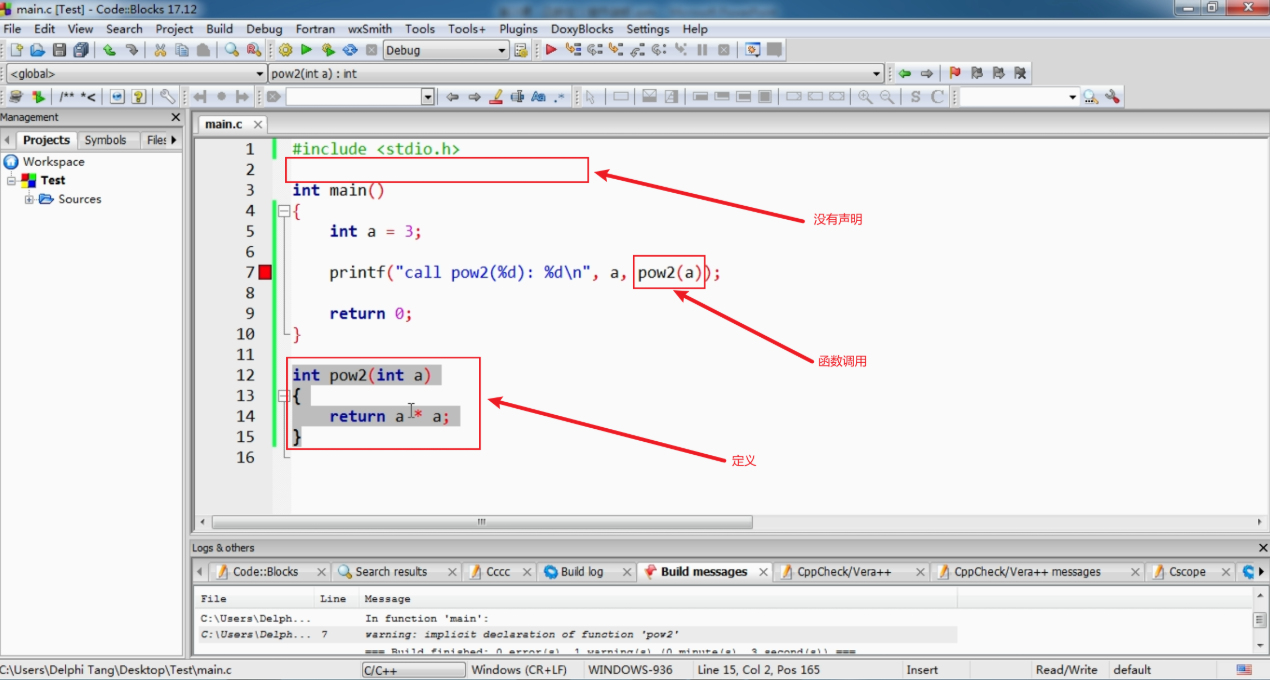 main.c [Test] - Code::Blocks 17.12
File Edit View Search Project Build Debug Fortran wxSmith Tools Tools+ Plugins DoxyBlocks Settings Help
Debug
<global> pow2(int a) : int
/** *<
S C
Management
main.c
Projects Symbols Files
Workspace
Test
Sources
1 #include <stdio.h>
2
3 int main()
没有声明
4 {
5 int a = 3;
6
7 printf("call pow2(%d): %d\n", a, pow2(a));
8
9 return 0;
10 }
函数调用
11
12 int pow2(int a)
13 {
14 return a * a;
15 }
定义
16
Logs & others
Code::Blocks Search results Cccc Build log Build messages CppCheck/Vera++ CppCheck/Vera++ messages Cscope
File Line Message
C:\Users\Delph... In function 'main':
C:\Users\Delph... 7 warning: implicit declaration of function 'pow2'
=== Build finished: 0 error(s), 1 warning(s) (0 minute(s), 3 second(s)) ===
C:\Users\Delphi Tang\Desktop\Test\main.c C/C++ Windows (CR+LF) WINDOWS-936 Line 15, Col 2, Pos 165 Insert Read/Write default